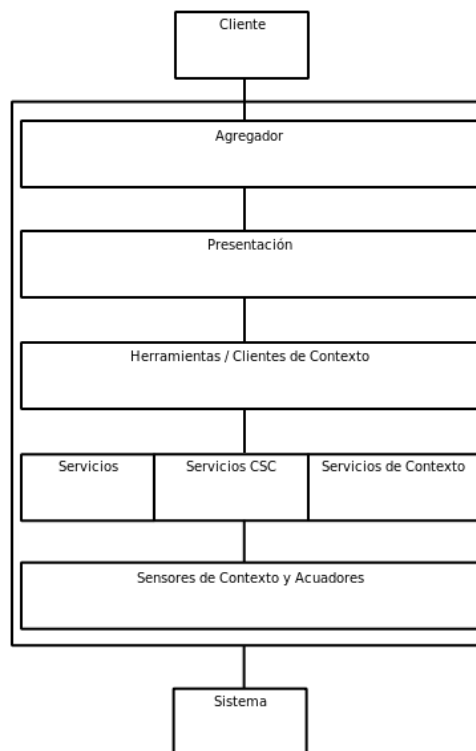 Cliente
Agregador
Presentación
Herramientas / Clientes de Contexto
Servicios
Servicios CSC
Servicios de Contexto
Sensores de Contexto y Acuadores
Sistema